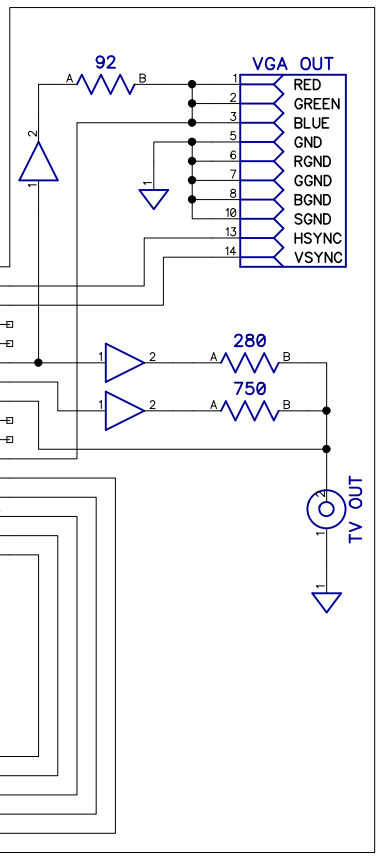 VGA OUT
92
A B
1 RED
2 GREEN
3 BLUE
5 GND
6 RGND
7 GGND
8 BGND
10 SGND
13 HSYNC
14 VSYNC
2
1
1
280
1 2 A B
750
1 2 A B
2
TV OUT
1
1